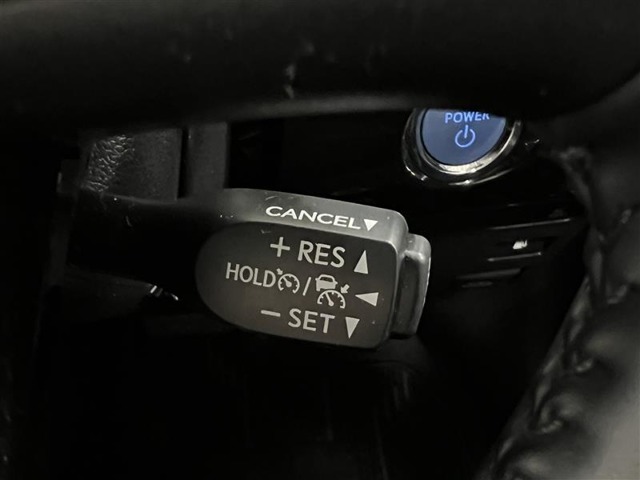 POWER
CANCEL▼
+ RES ▲
HOLD / ◀
− SET ▼